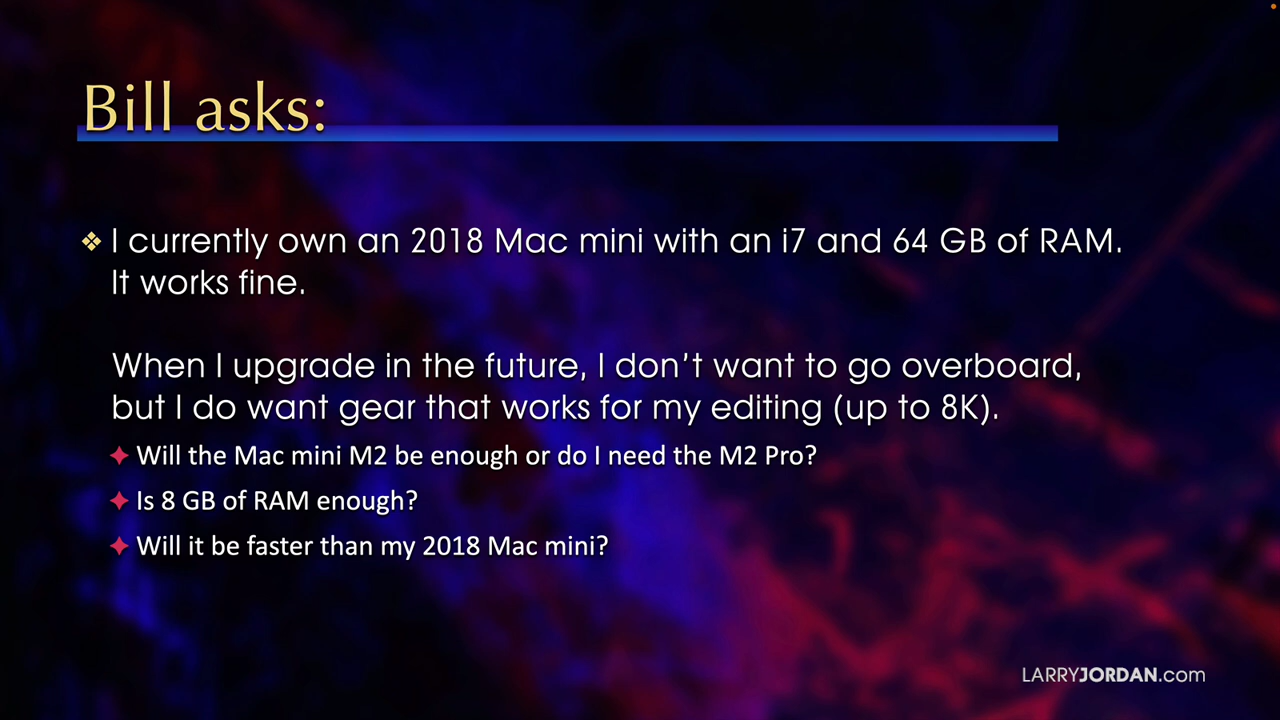 Bill asks:
I currently own an 2018 Mac mini with an i7 and 64 GB of RAM.
It works fine.
When I upgrade in the future, I don’t want to go overboard,
but I do want gear that works for my editing (up to 8K).
Will the Mac mini M2 be enough or do I need the M2 Pro?
Is 8 GB of RAM enough?
Will it be faster than my 2018 Mac mini?
LARRYJORDAN.com